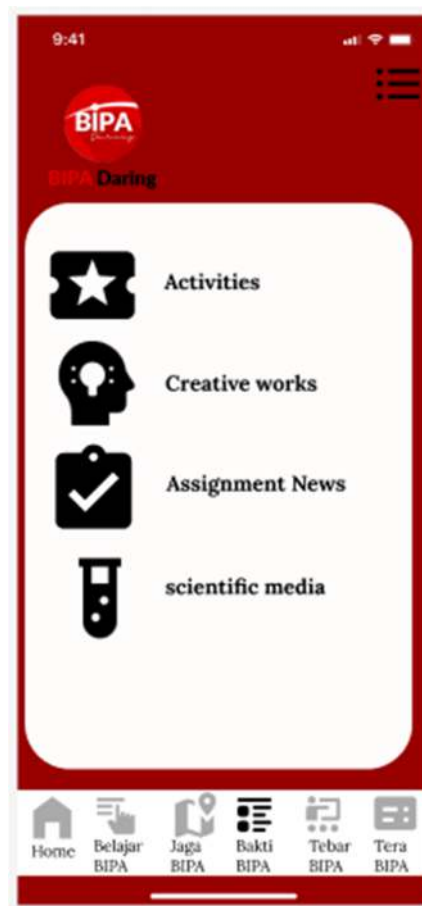 9:41
BIPA
Daring
BIPA Daring
Activities
Creative works
Assignment News
scientific media
Home
Belajar
BIPA
Jaga
BIPA
Bakti
BIPA
Tebar
BIPA
Tera
BIPA